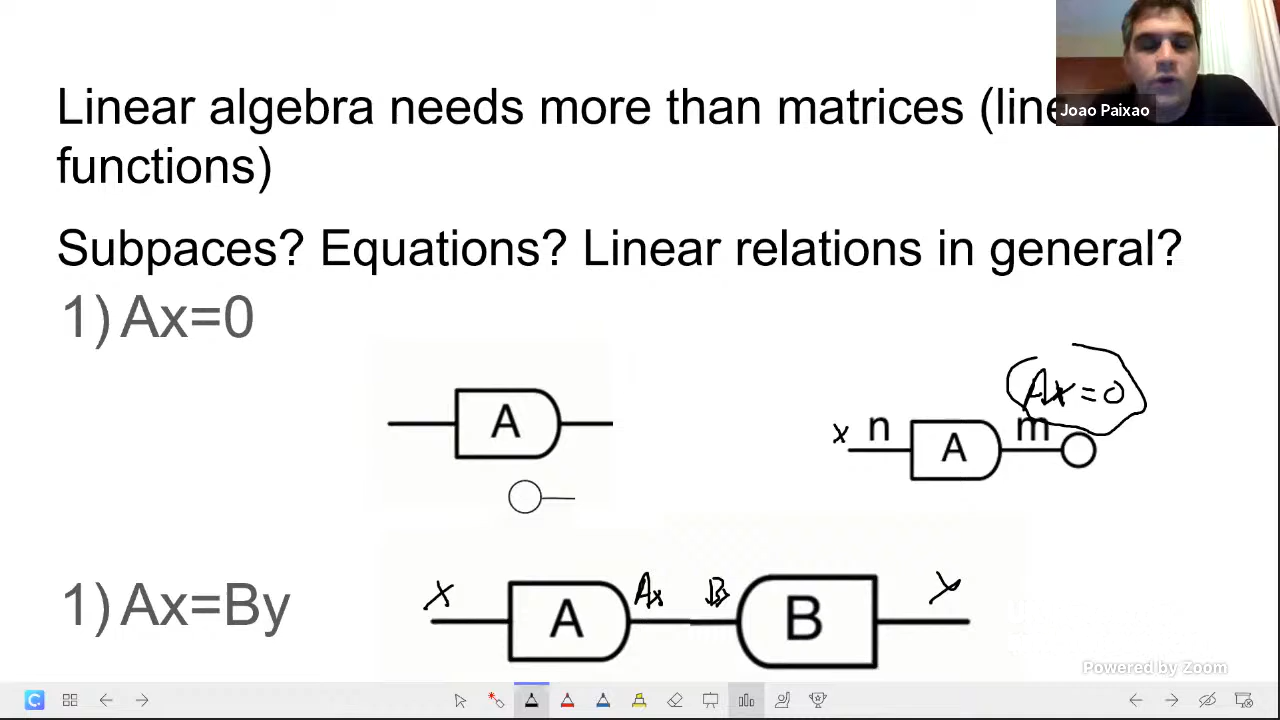 Linear algebra needs more than matrices (line
functions)
Joao Paixao
Subpaces? Equations? Linear relations in general?
1) Ax=0
Ax=0
A
x n A m
1) Ax=By
x A Ax B B y
Powered by Zoom
C